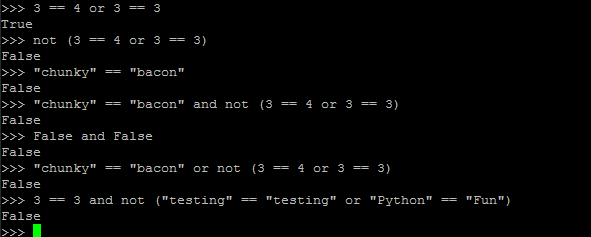 >>> 3 == 4 or 3 == 3
True
>>> not (3 == 4 or 3 == 3)
False
>>> "chunky" == "bacon"
False
>>> "chunky" == "bacon" and not (3 == 4 or 3 == 3)
False
>>> False and False
False
>>> "chunky" == "bacon" or not (3 == 4 or 3 == 3)
False
>>> 3 == 3 and not ("testing" == "testing" or "Python" == "Fun")
False
>>>